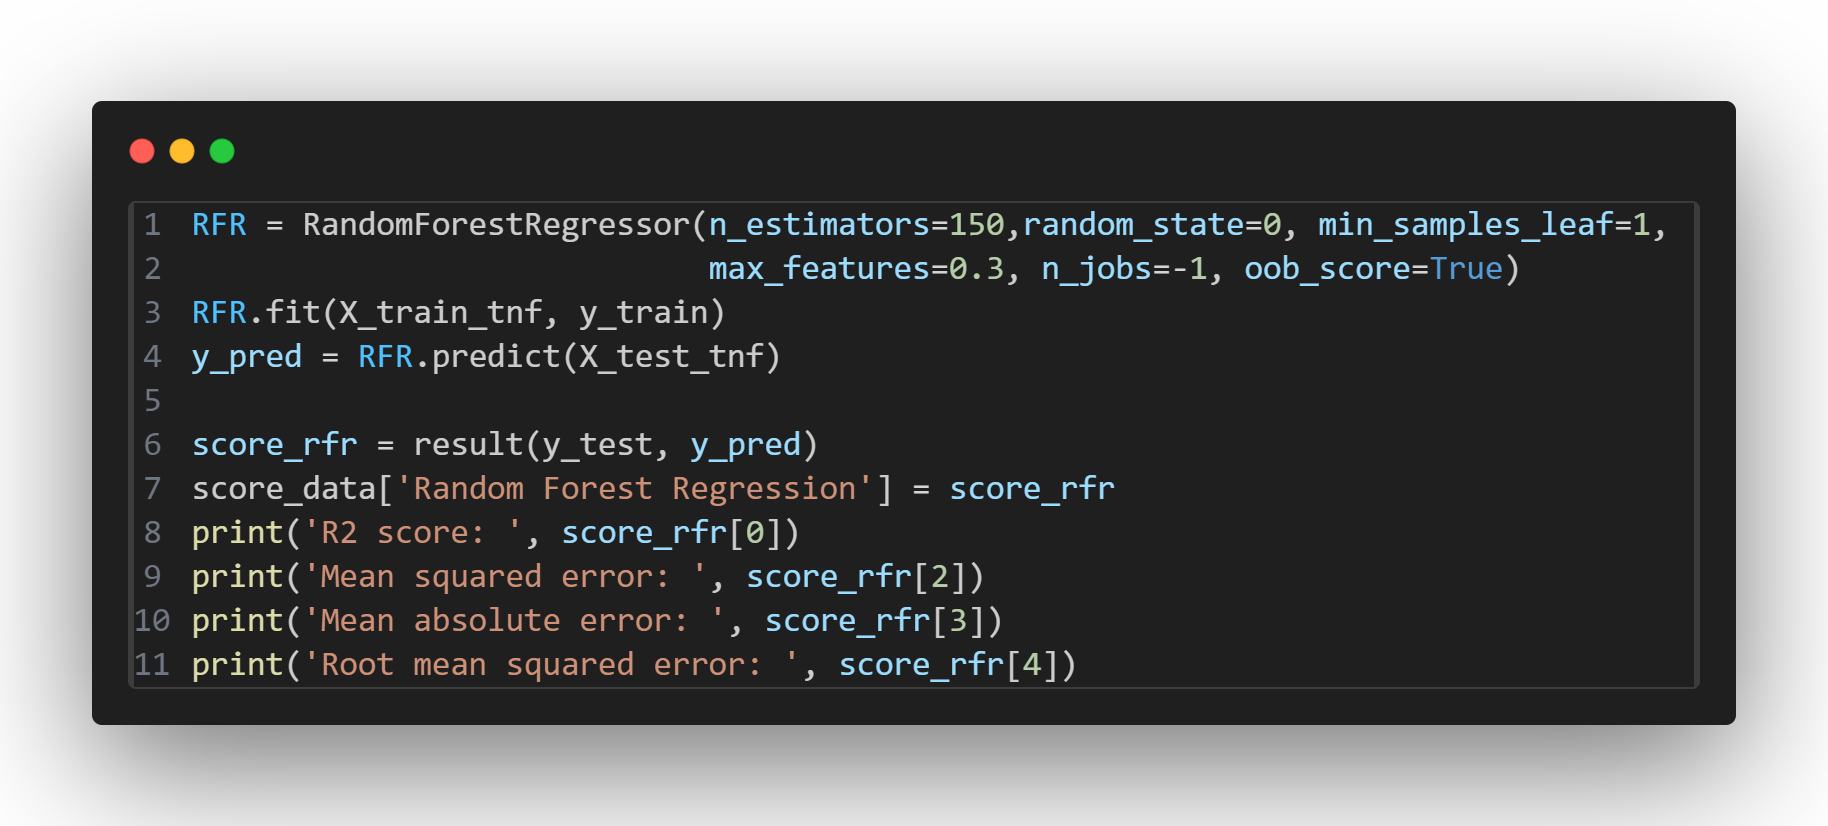 1 RFR = RandomForestRegressor(n_estimators=150,random_state=0, min_samples_leaf=1,
2                             max_features=0.3, n_jobs=-1, oob_score=True)
3 RFR.fit(X_train_tnf, y_train)
4 y_pred = RFR.predict(X_test_tnf)
5
6 score_rfr = result(y_test, y_pred)
7 score_data['Random Forest Regression'] = score_rfr
8 print('R2 score: ', score_rfr[0])
9 print('Mean squared error: ', score_rfr[2])
10 print('Mean absolute error: ', score_rfr[3])
11 print('Root mean squared error: ', score_rfr[4])